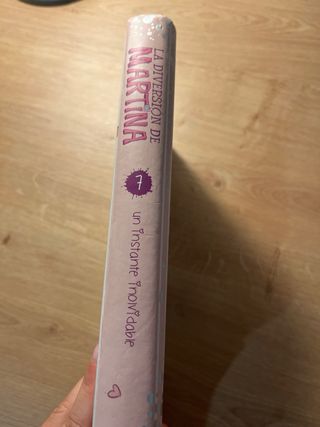 LA DIVERSIÓN DE
MARTINA
7
un instante inolvidable